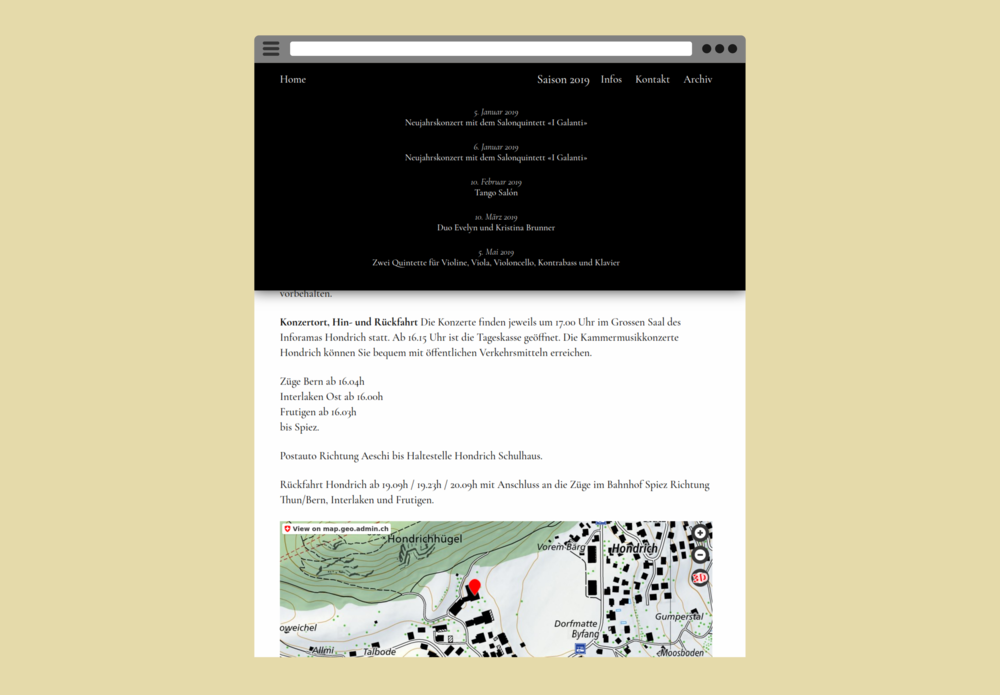 Home
Saison 2019 Infos Kontakt Archiv
5. Januar 2019
Neujahrskonzert mit dem Salonquintett «I Galanti»
6. Januar 2019
Neujahrskonzert mit dem Salonquintett «I Galanti»
10. Februar 2019
Tango Salón
10. März 2019
Duo Evelyn und Kristina Brunner
5. Mai 2019
Zwei Quintette für Violine, Viola, Violoncello, Kontrabass und Klavier
vorbehalten.
Konzertort, Hin- und Rückfahrt Die Konzerte finden jeweils um 17.00 Uhr im Grossen Saal des
Inforamas Hondrich statt. Ab 16.15 Uhr ist die Tageskasse geöffnet. Die Kammermusikkonzerte
Hondrich können Sie bequem mit öffentlichen Verkehrsmitteln erreichen.
Züge Bern ab 16.04h
Interlaken Ost ab 16.00h
Frutigen ab 16.03h
bis Spiez.
Postauto Richtung Aeschi bis Haltestelle Hondrich Schulhaus.
Rückfahrt Hondrich ab 19.09h / 19.23h / 20.09h mit Anschluss an die Züge im Bahnhof Spiez Richtung
Thun/Bern, Interlaken und Frutigen.
View on map.geo.admin.ch
Hondrichhügel
Vorem Bärg
Hondrich
3D
Gumperstal
Dorfmatte
Byfang
oweichel
Allmi
Talbode
Moosboden